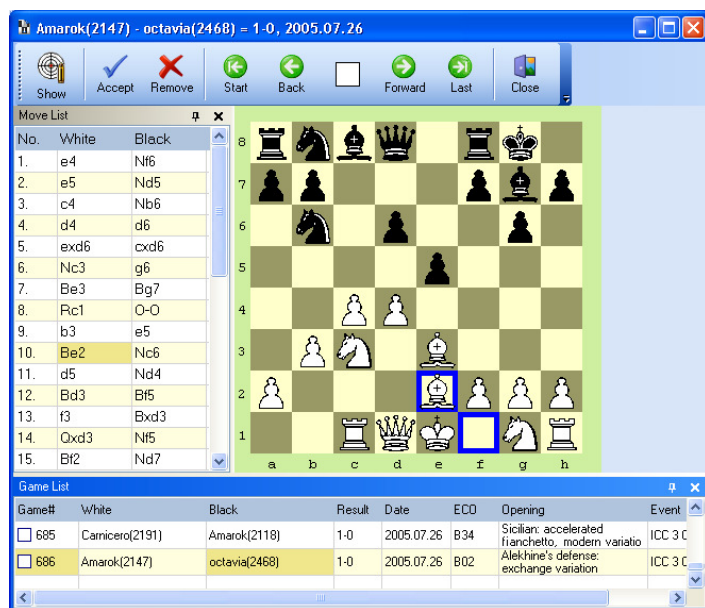 Amarok(2147) - octavia(2468) = 1-0, 2005.07.26
Show Accept Remove Start Back Forward Last Close
Move List
No. White Black
1. e4 Nf6
2. e5 Nd5
3. c4 Nb6
4. d4 d6
5. exd6 cxd6
6. Nc3 g6
7. Be3 Bg7
8. Rc1 O-O
9. b3 e5
10. Be2 Nc6
11. d5 Nd4
12. Bd3 Bf5
13. f3 Bxd3
14. Qxd3 Nf5
15. Bf2 Nd7
8
7
6
5
4
3
2
1
a b c d e f g h
Game List
Game# White Black Result Date ECO Opening Event
685 Carnicero(2191) Amarok(2118) 1-0 2005.07.26 B34 Sicilian: accelerated ICC 3 0
fianchetto, modern variatio
686 Amarok(2147) octavia(2468) 1-0 2005.07.26 B02 Alekhine's defense: ICC 3 0
exchange variation